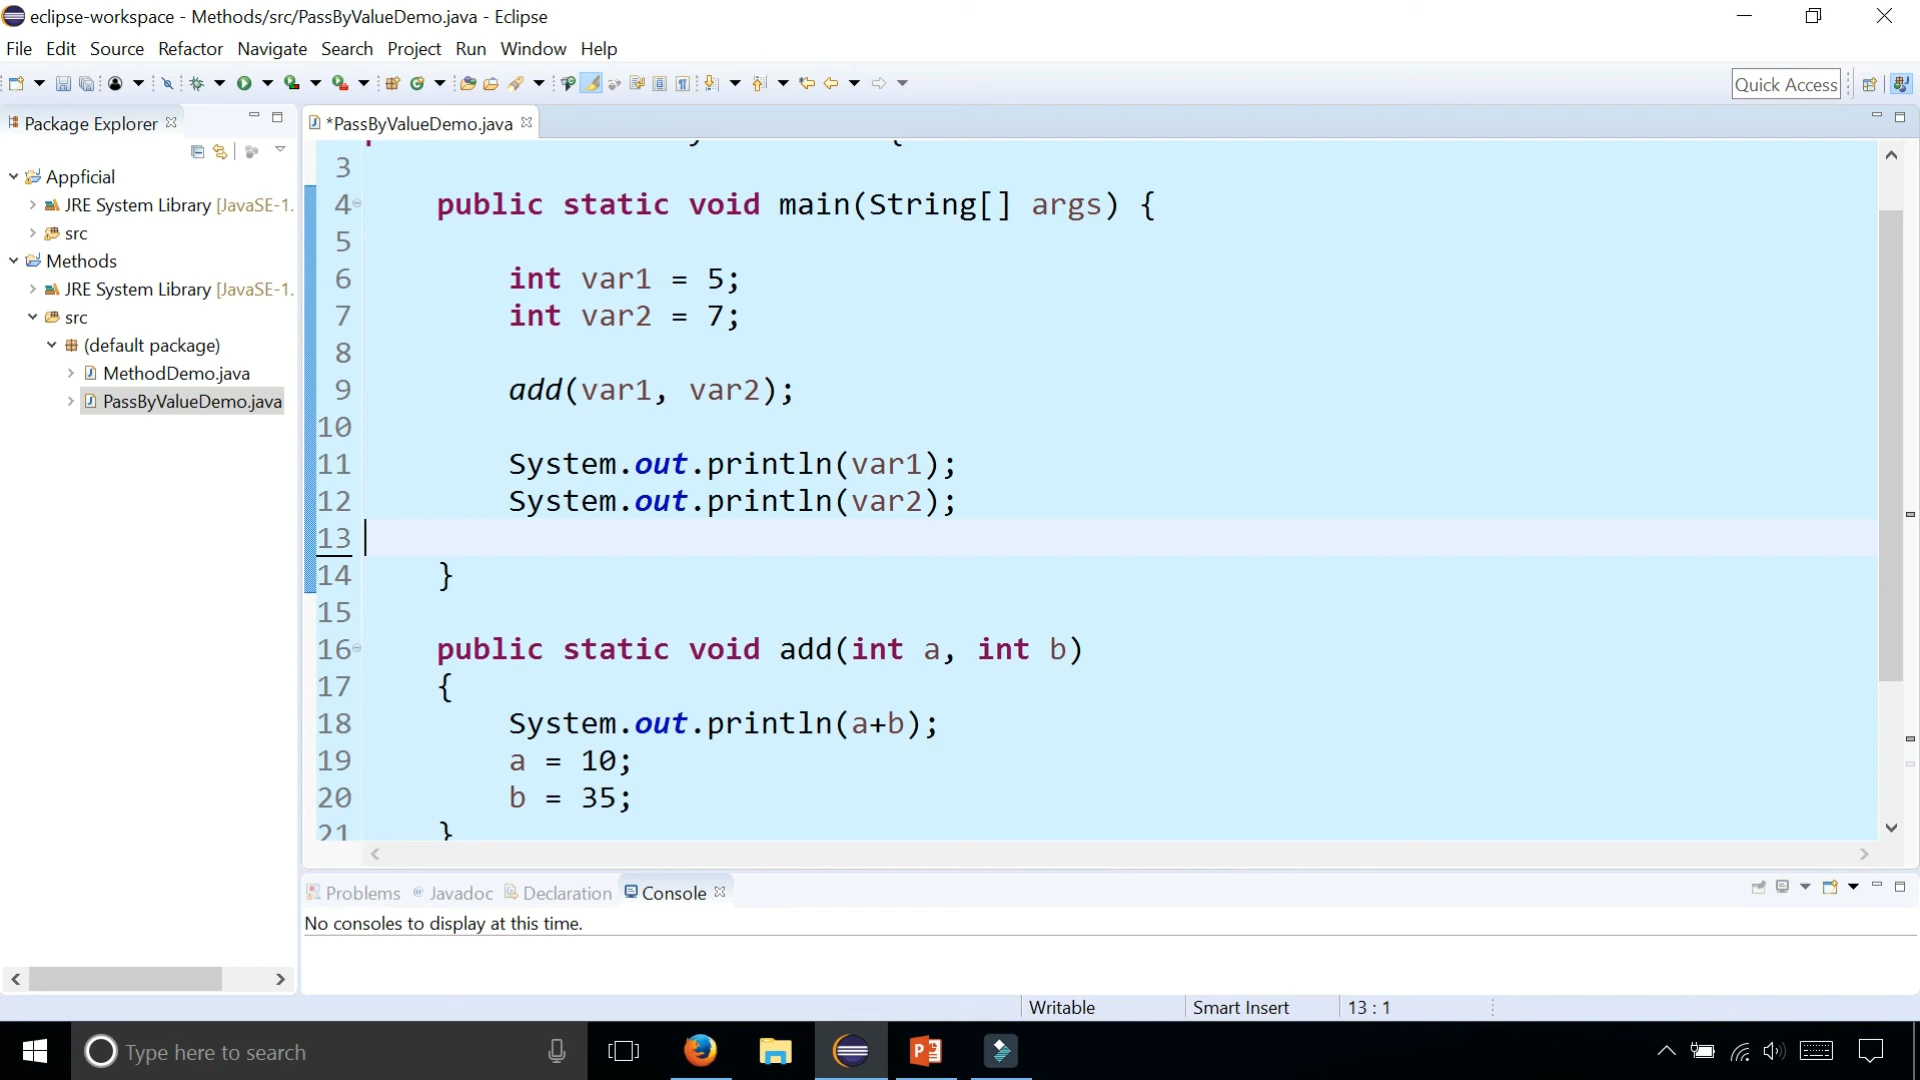 eclipse-workspace - Methods/src/PassByValueDemo.java - Eclipse
File Edit Source Refactor Navigate Search Project Run Window Help
Quick Access
Package Explorer
*PassByValueDemo.java
Appficial
JRE System Library [JavaSE-1.
src
Methods
JRE System Library [JavaSE-1.
src
(default package)
MethodDemo.java
PassByValueDemo.java
3
4 public static void main(String[] args) {
5
6 int var1 = 5;
7 int var2 = 7;
8
9 add(var1, var2);
10
11 System.out.println(var1);
12 System.out.println(var2);
13
14 }
15
16 public static void add(int a, int b)
17 {
18 System.out.println(a+b);
19 a = 10;
20 b = 35;
21 }
Problems Javadoc Declaration Console
No consoles to display at this time.
Writable Smart Insert 13 : 1
Type here to search